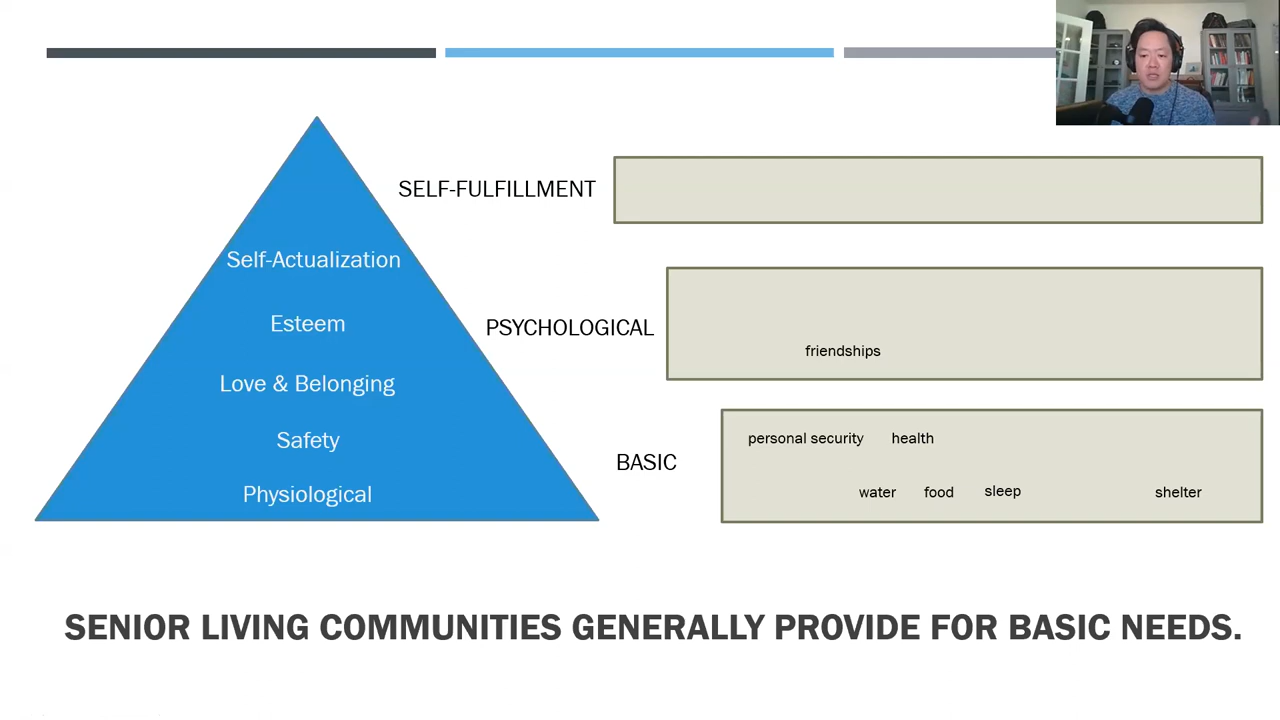 SELF-FULFILLMENT
Self-Actualization
Esteem
PSYCHOLOGICAL
friendships
Love & Belonging
Safety
personal security health
BASIC
Physiological
water food sleep shelter
SENIOR LIVING COMMUNITIES GENERALLY PROVIDE FOR BASIC NEEDS.